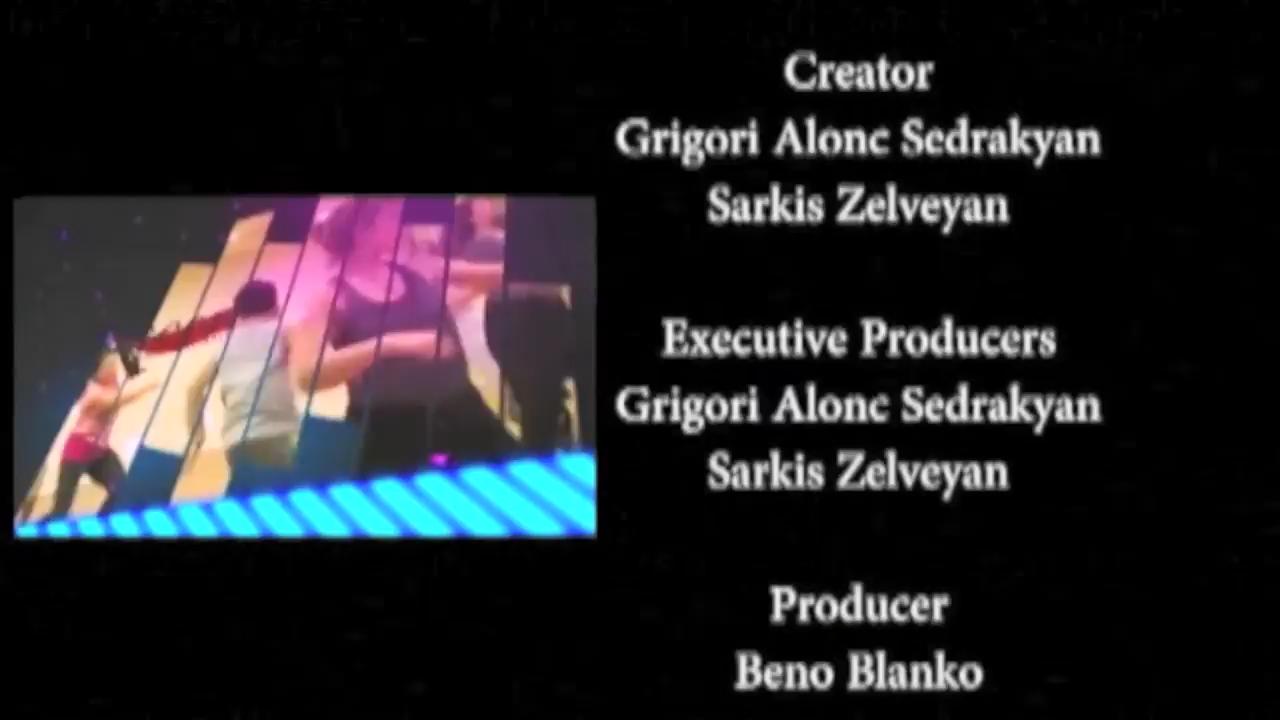 Creator
Grigori Alonc Sedrakyan
Sarkis Zelveyan
Executive Producers
Grigori Alonc Sedrakyan
Sarkis Zelveyan
Producer
Beno Blanko